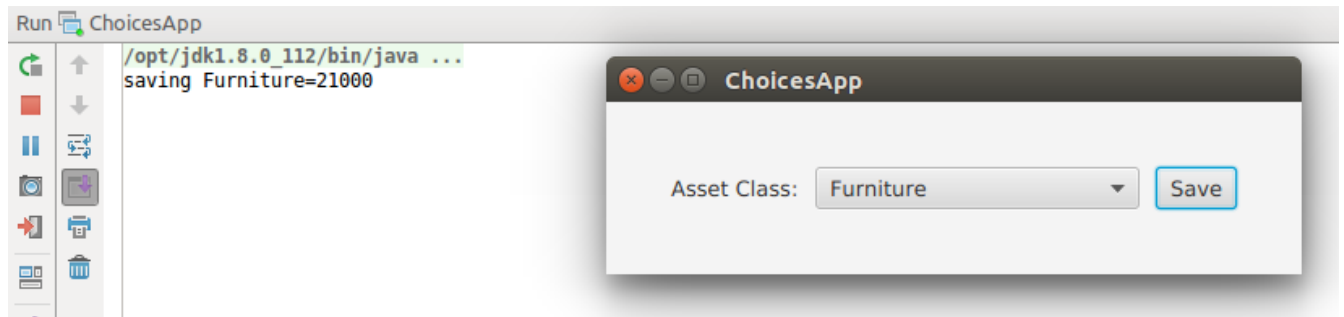 Run ChoicesApp
/opt/jdk1.8.0_112/bin/java ...
saving Furniture=21000
ChoicesApp
Asset Class: Furniture Save